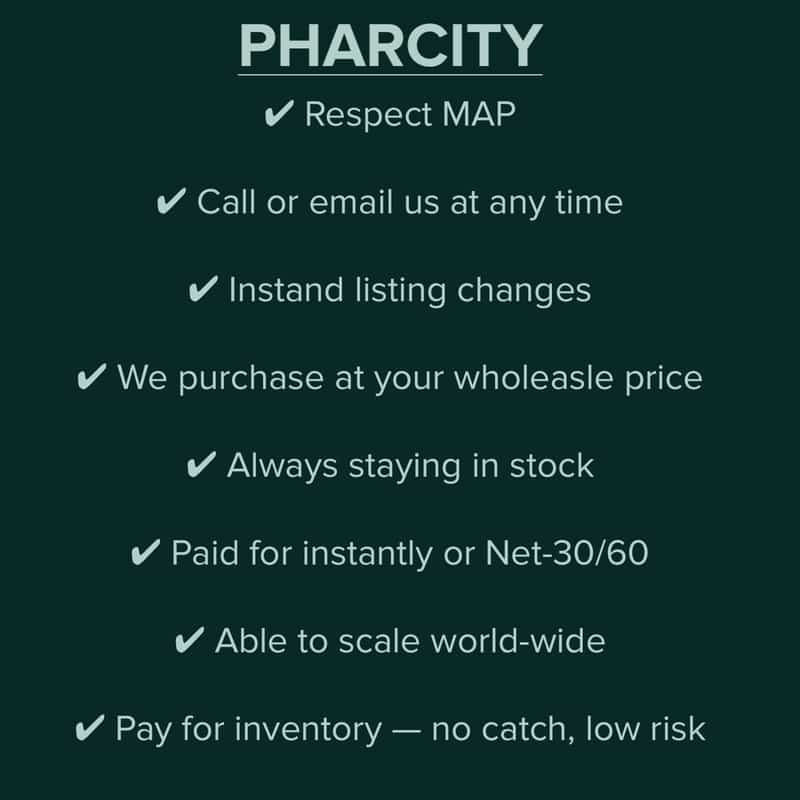 PHARCITY
✔ Respect MAP
✔ Call or email us at any time
✔ Instand listing changes
✔ We purchase at your wholeasle price
✔ Always staying in stock
✔ Paid for instantly or Net-30/60
✔ Able to scale world-wide
✔ Pay for inventory — no catch, low risk